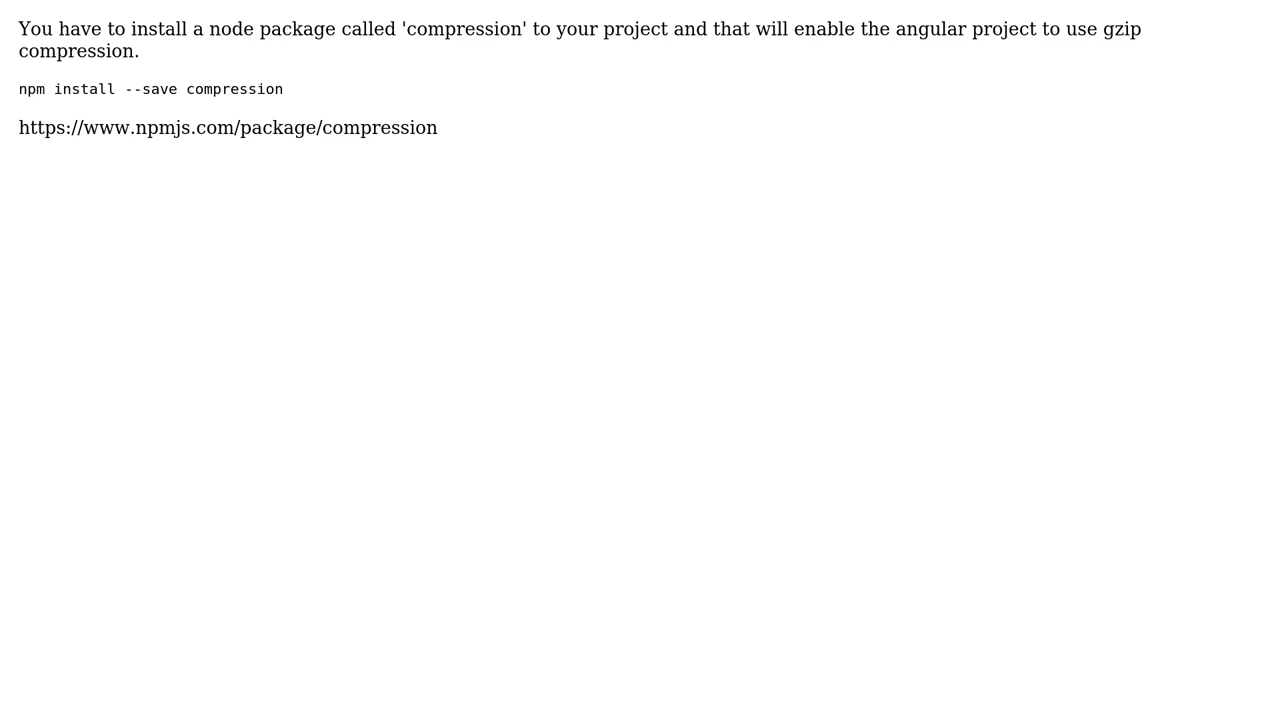 You have to install a node package called 'compression' to your project and that will enable the angular project to use gzip
compression.
npm install --save compression
https://www.npmjs.com/package/compression